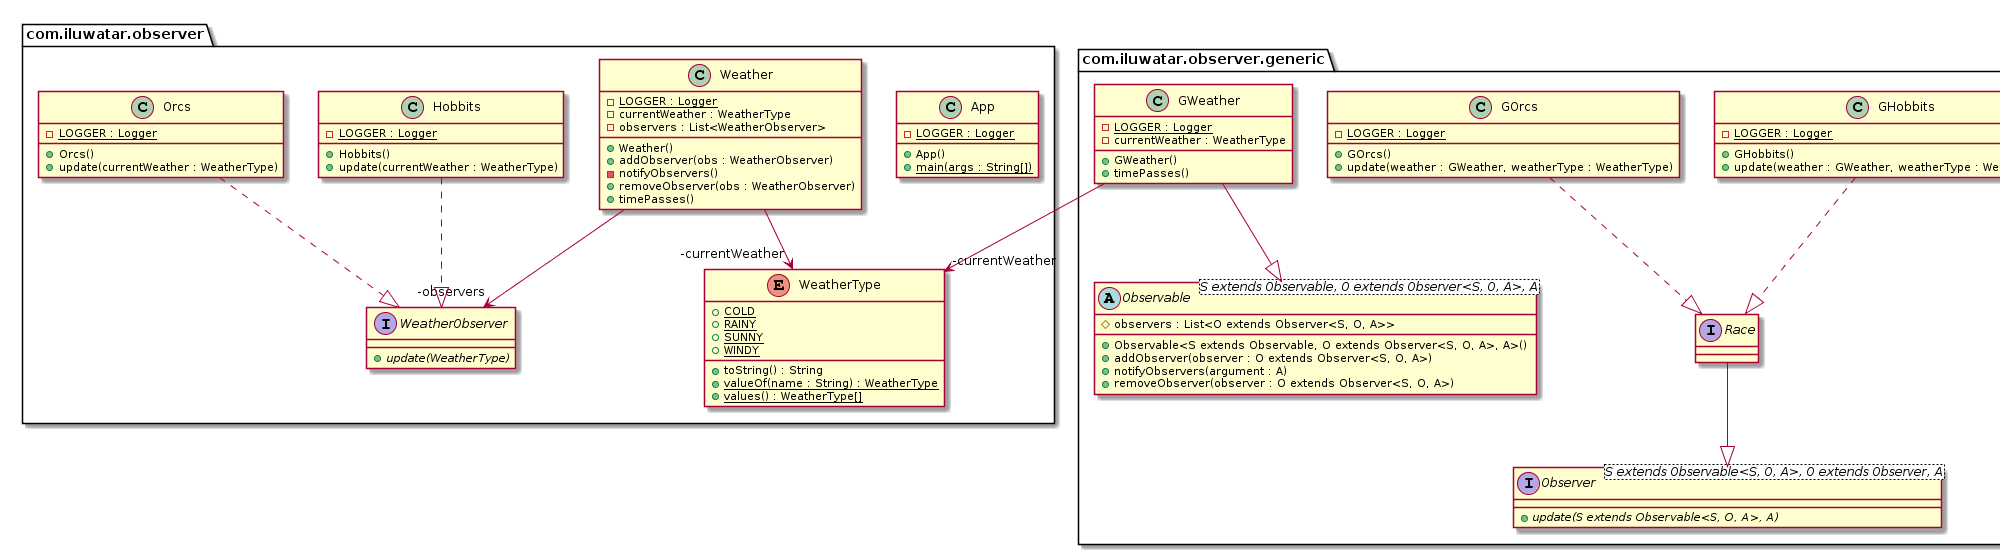 com.iluwatar.observer
C Orcs
LOGGER : Logger
Orcs()
update(currentWeather : WeatherType)
C Hobbits
LOGGER : Logger
Hobbits()
update(currentWeather : WeatherType)
C Weather
LOGGER : Logger
currentWeather : WeatherType
observers : List<WeatherObserver>
Weather()
addObserver(obs : WeatherObserver)
notifyObservers()
removeObserver(obs : WeatherObserver)
timePasses()
C App
LOGGER : Logger
App()
main(args : String[])
-observers
-currentWeather
-currentWeather
I WeatherObserver
update(WeatherType)
E WeatherType
COLD
RAINY
SUNNY
WINDY
toString() : String
valueOf(name : String) : WeatherType
values() : WeatherType[]
com.iluwatar.observer.generic
C GWeather
LOGGER : Logger
currentWeather : WeatherType
GWeather()
timePasses()
C GOrcs
LOGGER : Logger
GOrcs()
update(weather : GWeather, weatherType : WeatherType)
C GHobbits
LOGGER : Logger
GHobbits()
update(weather : GWeather, weatherType : We
S extends Observable, O extends Observer<S, O, A>, A
A Observable
observers : List<O extends Observer<S, O, A>>
Observable<S extends Observable, O extends Observer<S, O, A>, A>()
addObserver(observer : O extends Observer<S, O, A>)
notifyObservers(argument : A)
removeObserver(observer : O extends Observer<S, O, A>)
I Race
S extends Observable<S, O, A>, O extends Observer, A
I Observer
update(S extends Observable<S, O, A>, A)